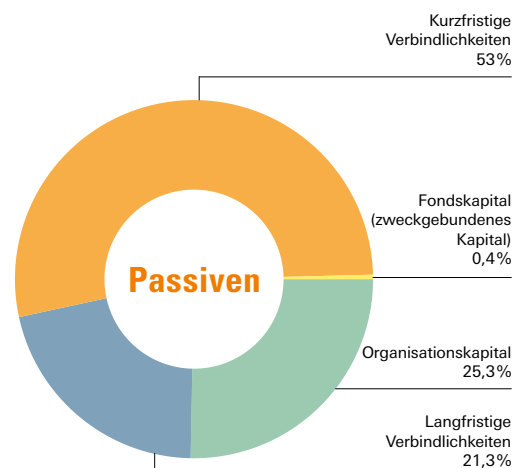 Kurzfristige
Verbindlichkeiten
53%
Fondskapital
(zweckgebundenes
Kapital)
0,4%
Passiven
Organisationskapital
25,3%
Langfristige
Verbindlichkeiten
21,3%